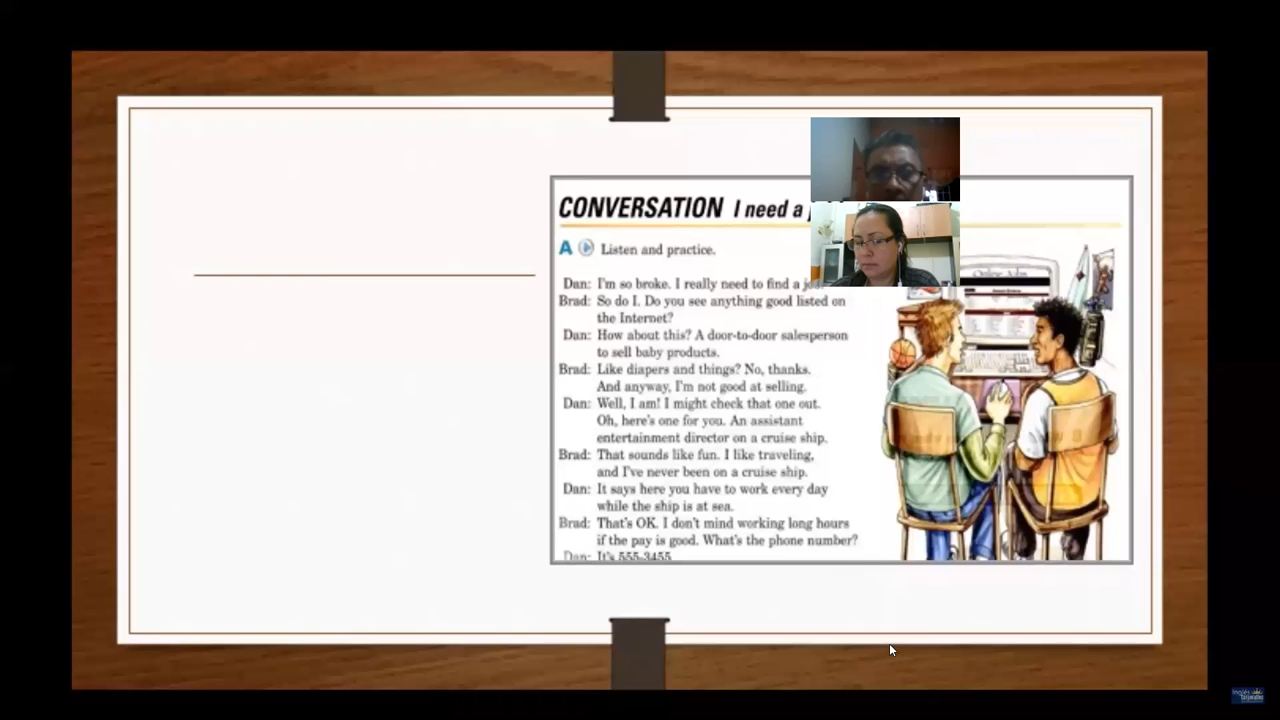 CONVERSATION I need a
A Listen and practice.
Dan: I'm so broke. I really need to find a
Brad: So do I. Do you see anything good listed on
the Internet?
Dan: How about this? A door-to-door salesperson
to sell baby products.
Brad: Like diapers and things? No, thanks.
And anyway, I'm not good at selling.
Dan: Well, I am! I might check that one out.
Oh, here's one for you. An assistant
entertainment director on a cruise ship.
Brad: That sounds like fun. I like traveling,
and I've never been on a cruise ship.
Dan: It says here you have to work every day
while the ship is at sea.
Brad: That's OK. I don't mind working long hours
if the pay is good. What's the phone number?
Dan: It's 555-3455
Online Jobs